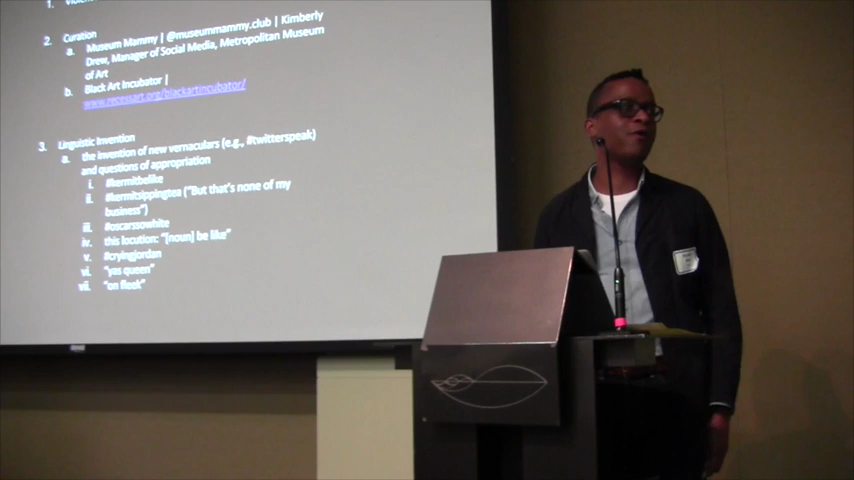 1. Violent
2. Curation
a. Museum Mammy | @museummammy.club | Kimberly
Drew, Manager of Social Media, Metropolitan Museum
of Art
b. Black Art Incubator |
www.recessart.org/blackartincubator/
3. Linguistic Invention
a. the invention of new vernaculars (e.g., #twitterspeak)
and questions of appropriation
i. #kermitbelike
ii. #kermitsippingtea ("But that's none of my
business")
iii. #oscarssowhite
iv. this locution: "[noun] be like"
v. #cryingjordan
vi. "yas queen"
vii. "on fleek"